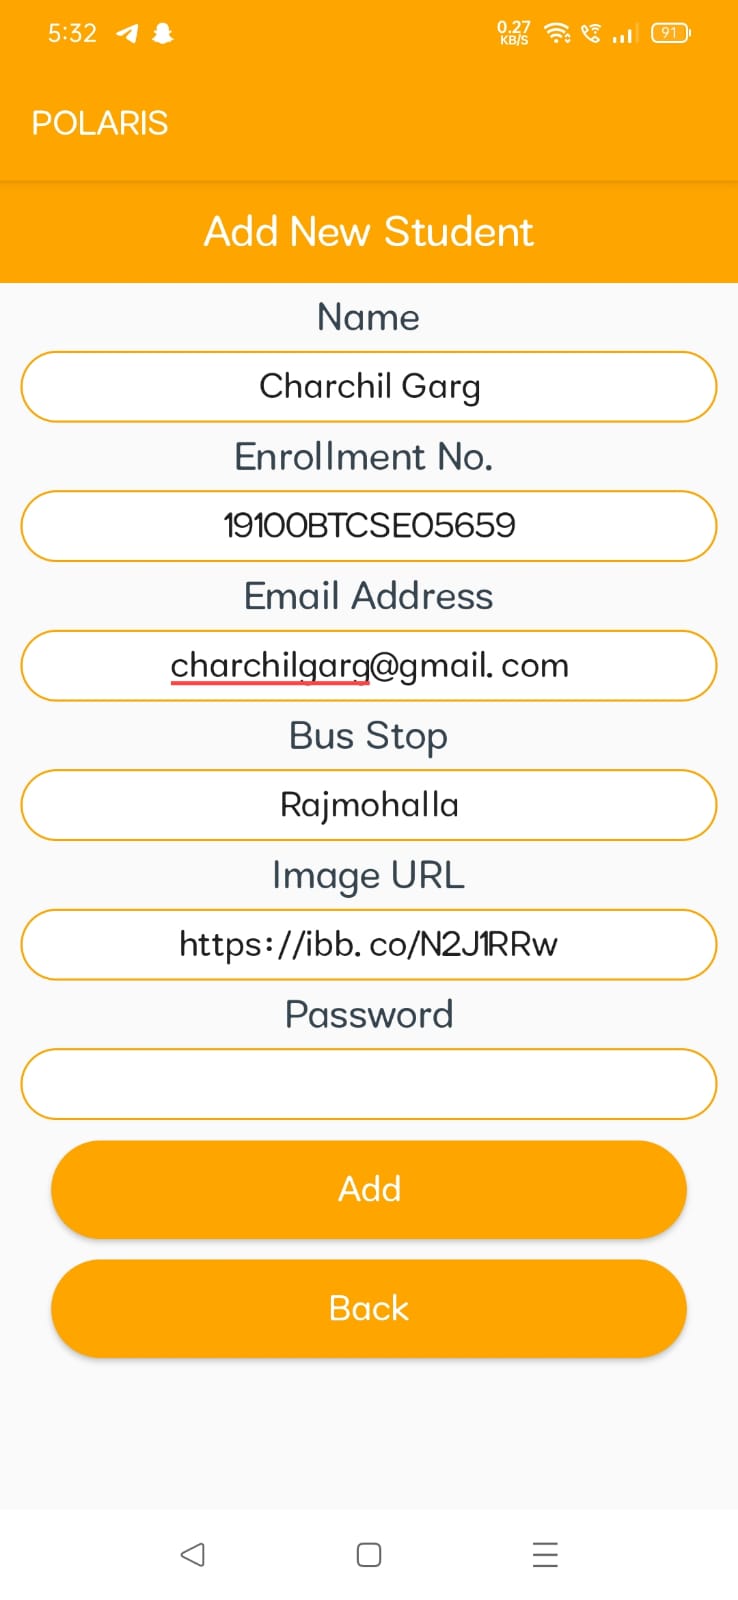 5:32
0.27
KB/S
91
POLARIS
Add New Student
Name
Charchil Garg
Enrollment No.
19100BTCSE05659
Email Address
charchilgarg@gmail. com
Bus Stop
Rajmohalla
Image URL
https://ibb. co/N2J1RRw
Password
Add
Back